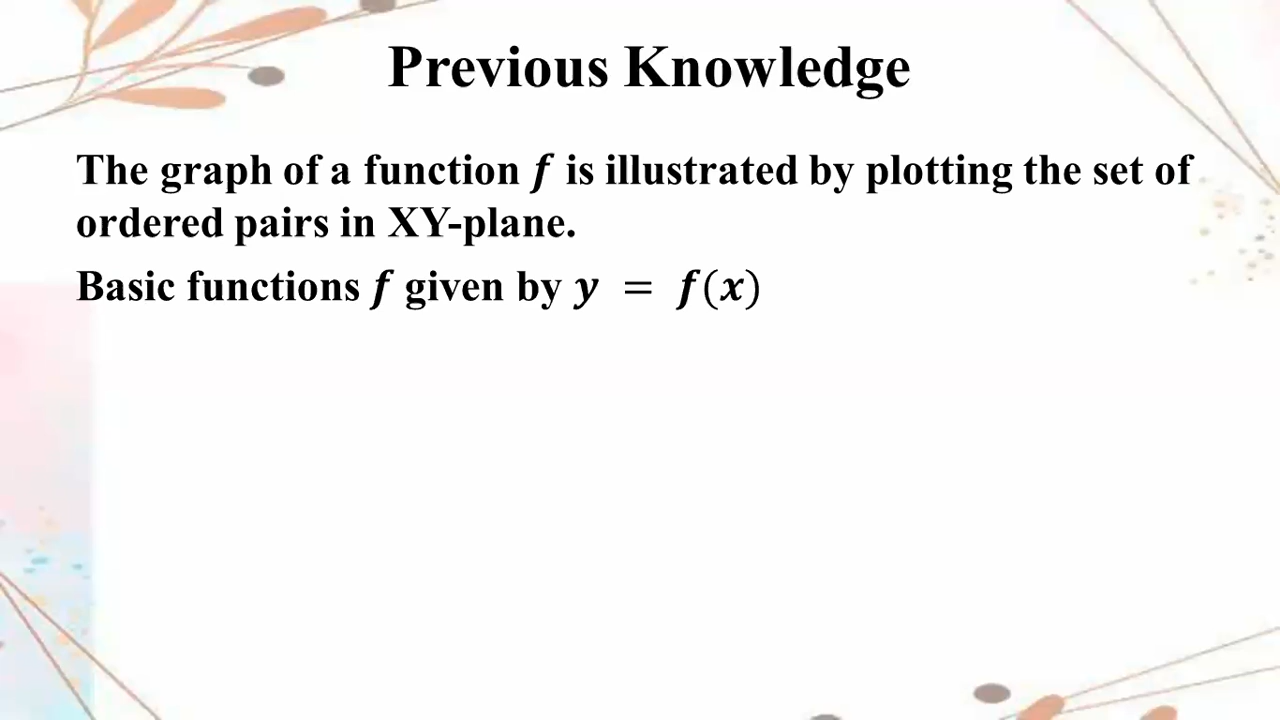 Previous Knowledge
The graph of a function f is illustrated by plotting the set of
ordered pairs in XY-plane.
Basic functions f given by y = f(x)